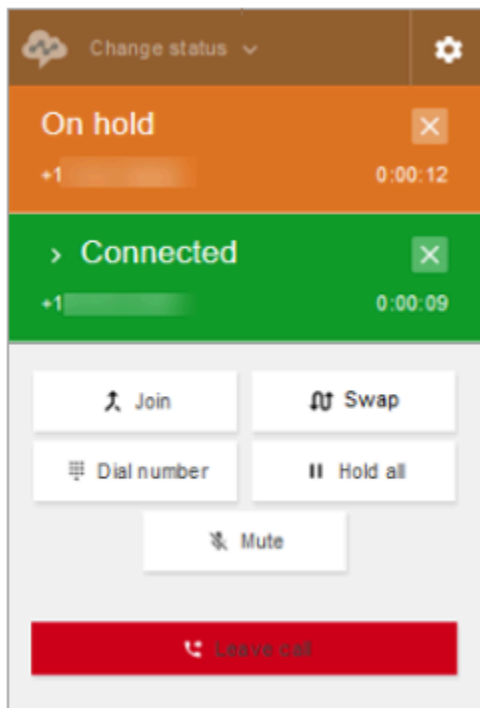 Change status
On hold
+1
0:00:12
Connected
+1
0:00:09
Join
Swap
Dial number
Hold all
Mute
Leave call